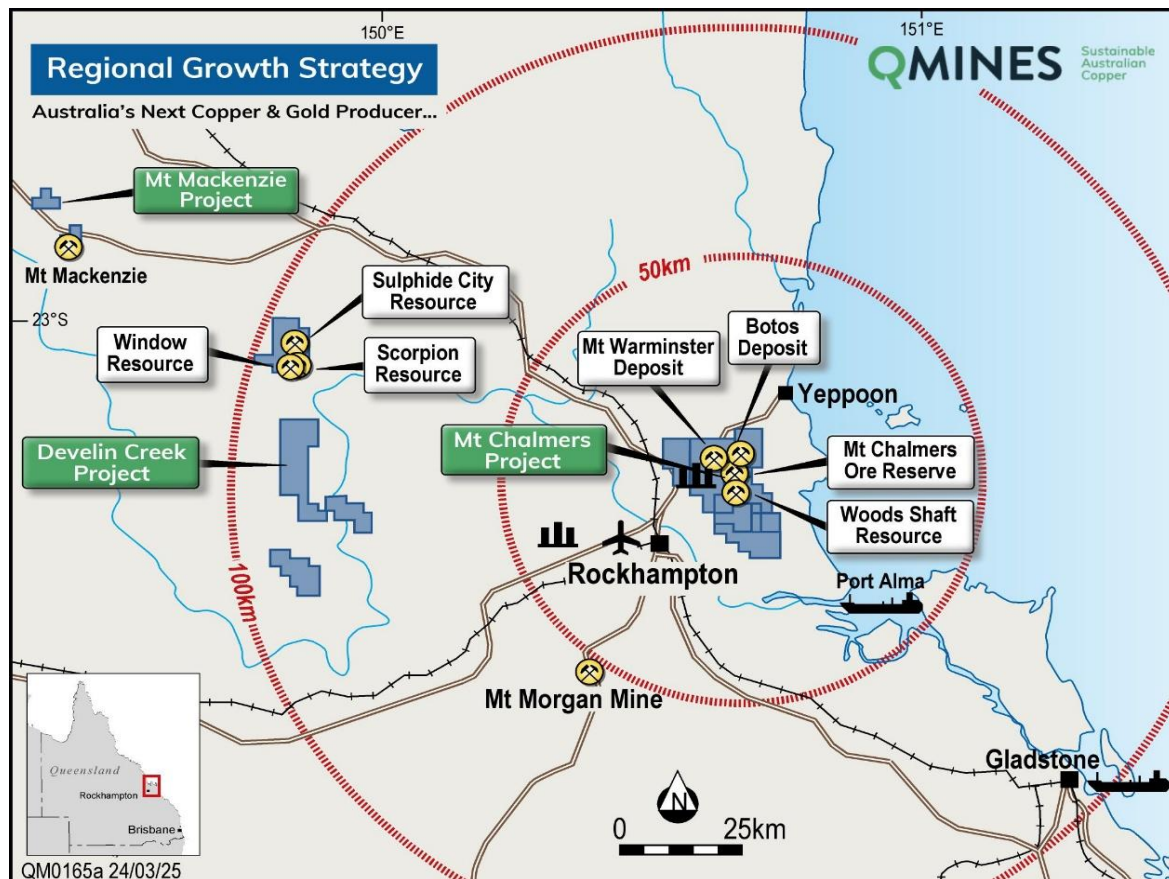 150°E
151°E
Regional Growth Strategy
Australia's Next Copper & Gold Producer...
QMINES
Sustainable
Australian
Copper
Mt Mackenzie
Project
Mt Mackenzie
23°S
Sulphide City
Resource
Window
Resource
Scorpion
Resource
50km
Mt Warminster
Deposit
Botos
Deposit
Yeppoon
Develin Creek
Project
Mt Chalmers
Project
Mt Chalmers
Ore Reserve
Woods Shaft
Resource
Rockhampton
Port Alma
100km
Mt Morgan Mine
Gladstone
N
0 25km
Queensland
Rockhampton
Brisbane
QM0165a 24/03/25